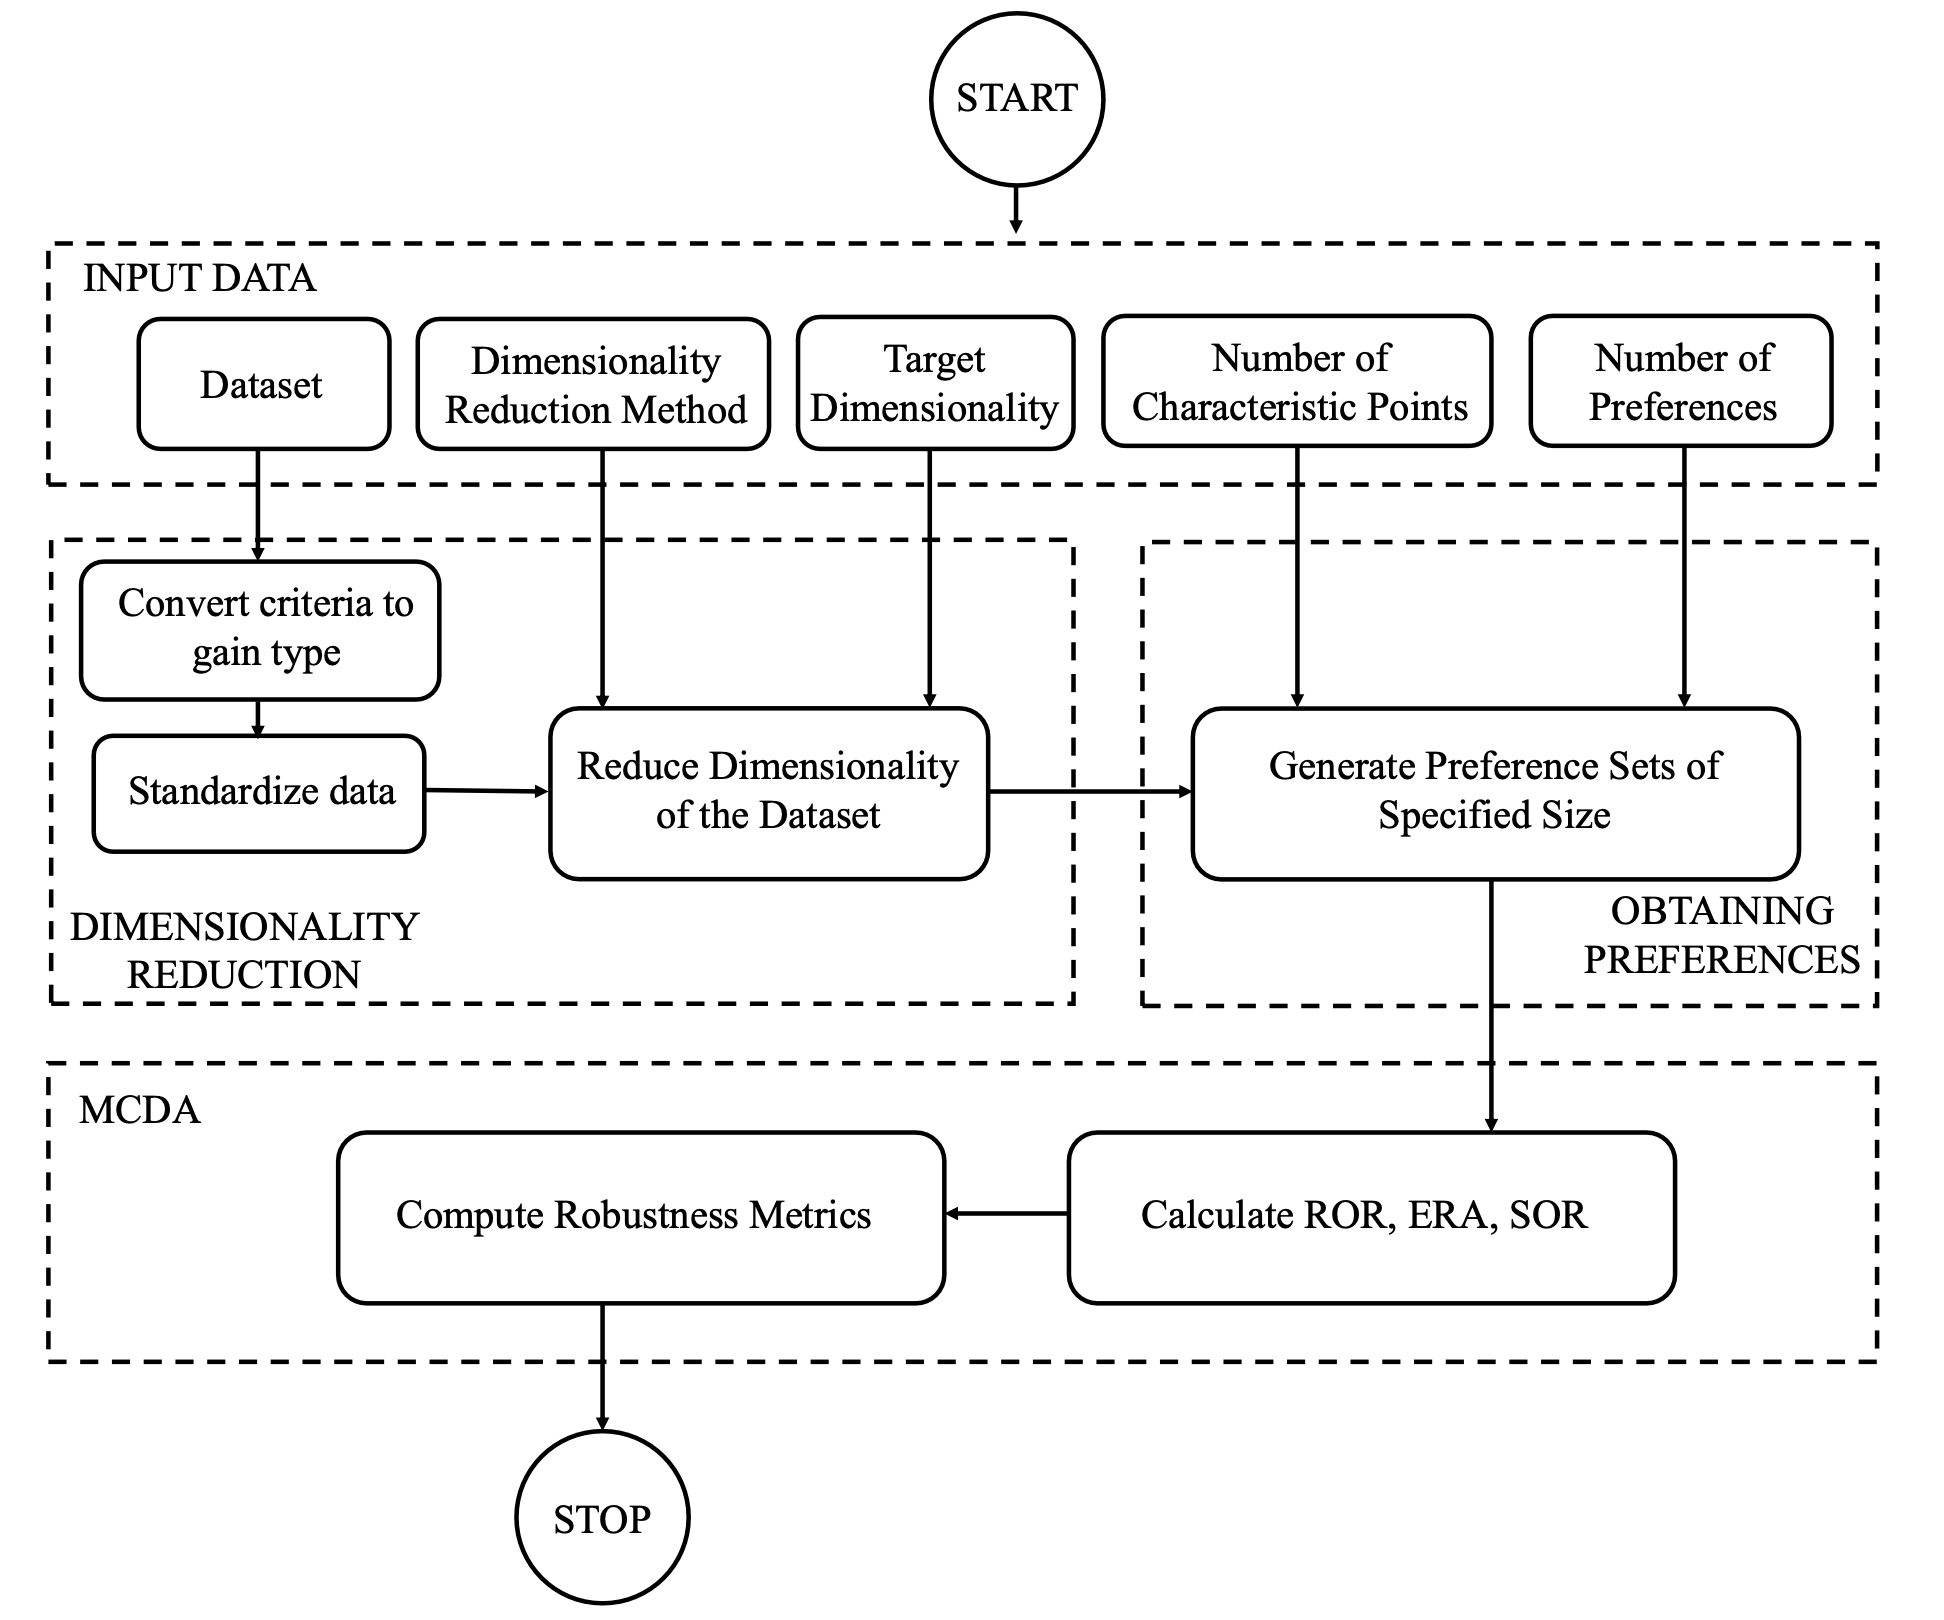 START
INPUT DATA
Dataset
Dimensionality
Reduction Method
Target
Dimensionality
Number of
Characteristic Points
Number of
Preferences
Convert criteria to
gain type
Standardize data
Reduce Dimensionality
of the Dataset
DIMENSIONALITY
REDUCTION
Generate Preference Sets of
Specified Size
OBTAINING
PREFERENCES
MCDA
Compute Robustness Metrics
Calculate ROR, ERA, SOR
STOP